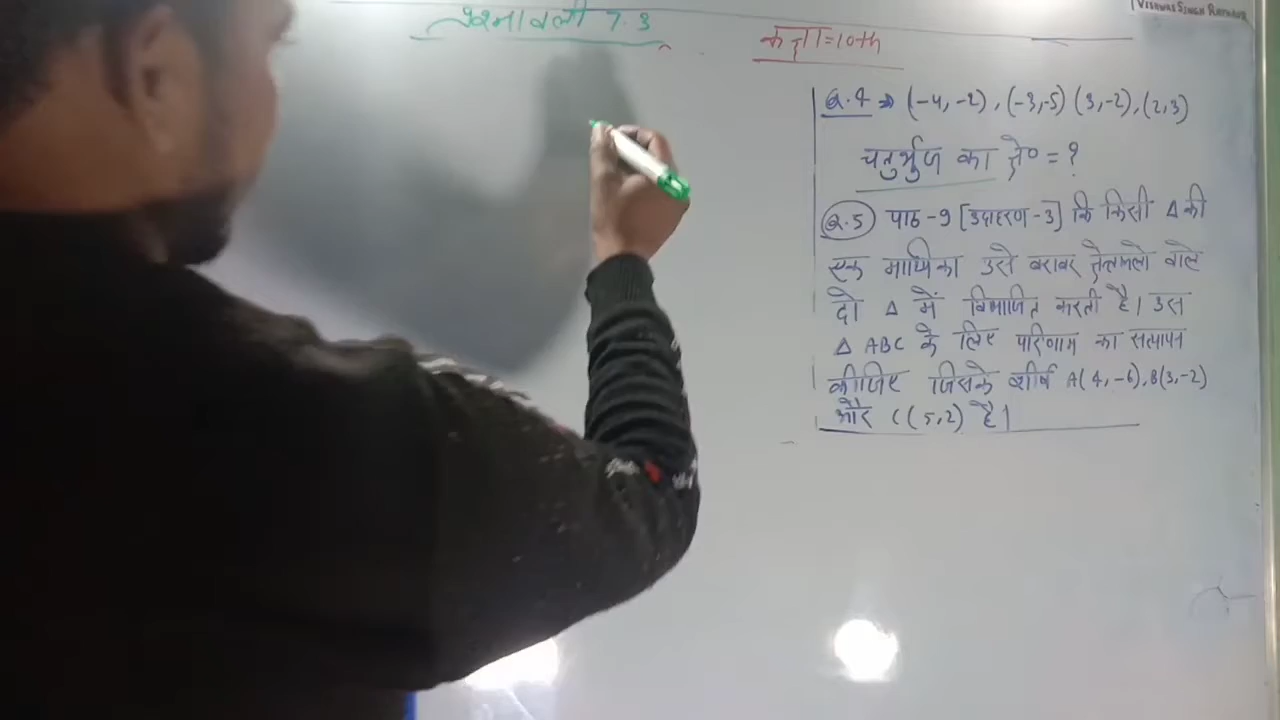 प्रश्नावली 7.3
कक्षा=10th
VISHWAS SINGH
Q.4 → (-4,-2), (-3,-5) (3,-2), (2,3)
चतुर्भुज का क्षे० = ?
Q.5 पाठ-9 [उदाहरण-3] कि किसी Δ की
एक माध्यिका उसे बराबर क्षेत्रफलो वाले
दो Δ में विभाजित करती है। उस
Δ ABC के लिए परिणाम का सत्यापन
कीजिए जिसके शीर्ष A(4,-6), B(3,-2)
और C(5,2) है।